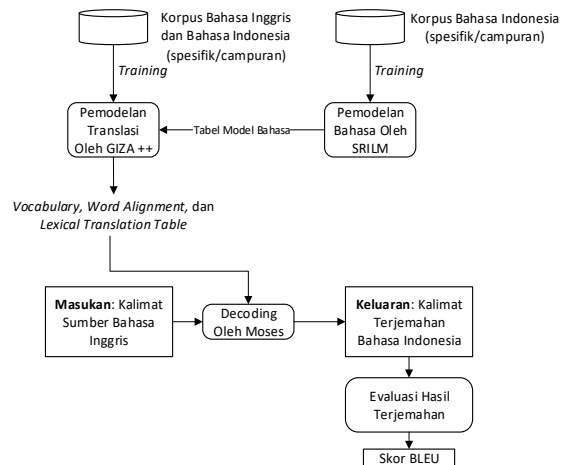 Korpus Bahasa Inggris
dan Bahasa Indonesia
(spesifik/campuran)
Korpus Bahasa Indonesia
(spesifik/campuran)
Training
Training
Pemodelan
Translasi
Oleh GIZA ++
Tabel Model Bahasa
Pemodelan
Bahasa Oleh
SRILM
Vocabulary, Word Alignment, dan
Lexical Translation Table
Masukan: Kalimat
Sumber Bahasa
Inggris
Decoding
Oleh Moses
Keluaran: Kalimat
Terjemahan
Bahasa Indonesia
Evaluasi Hasil
Terjemahan
Skor BLEU